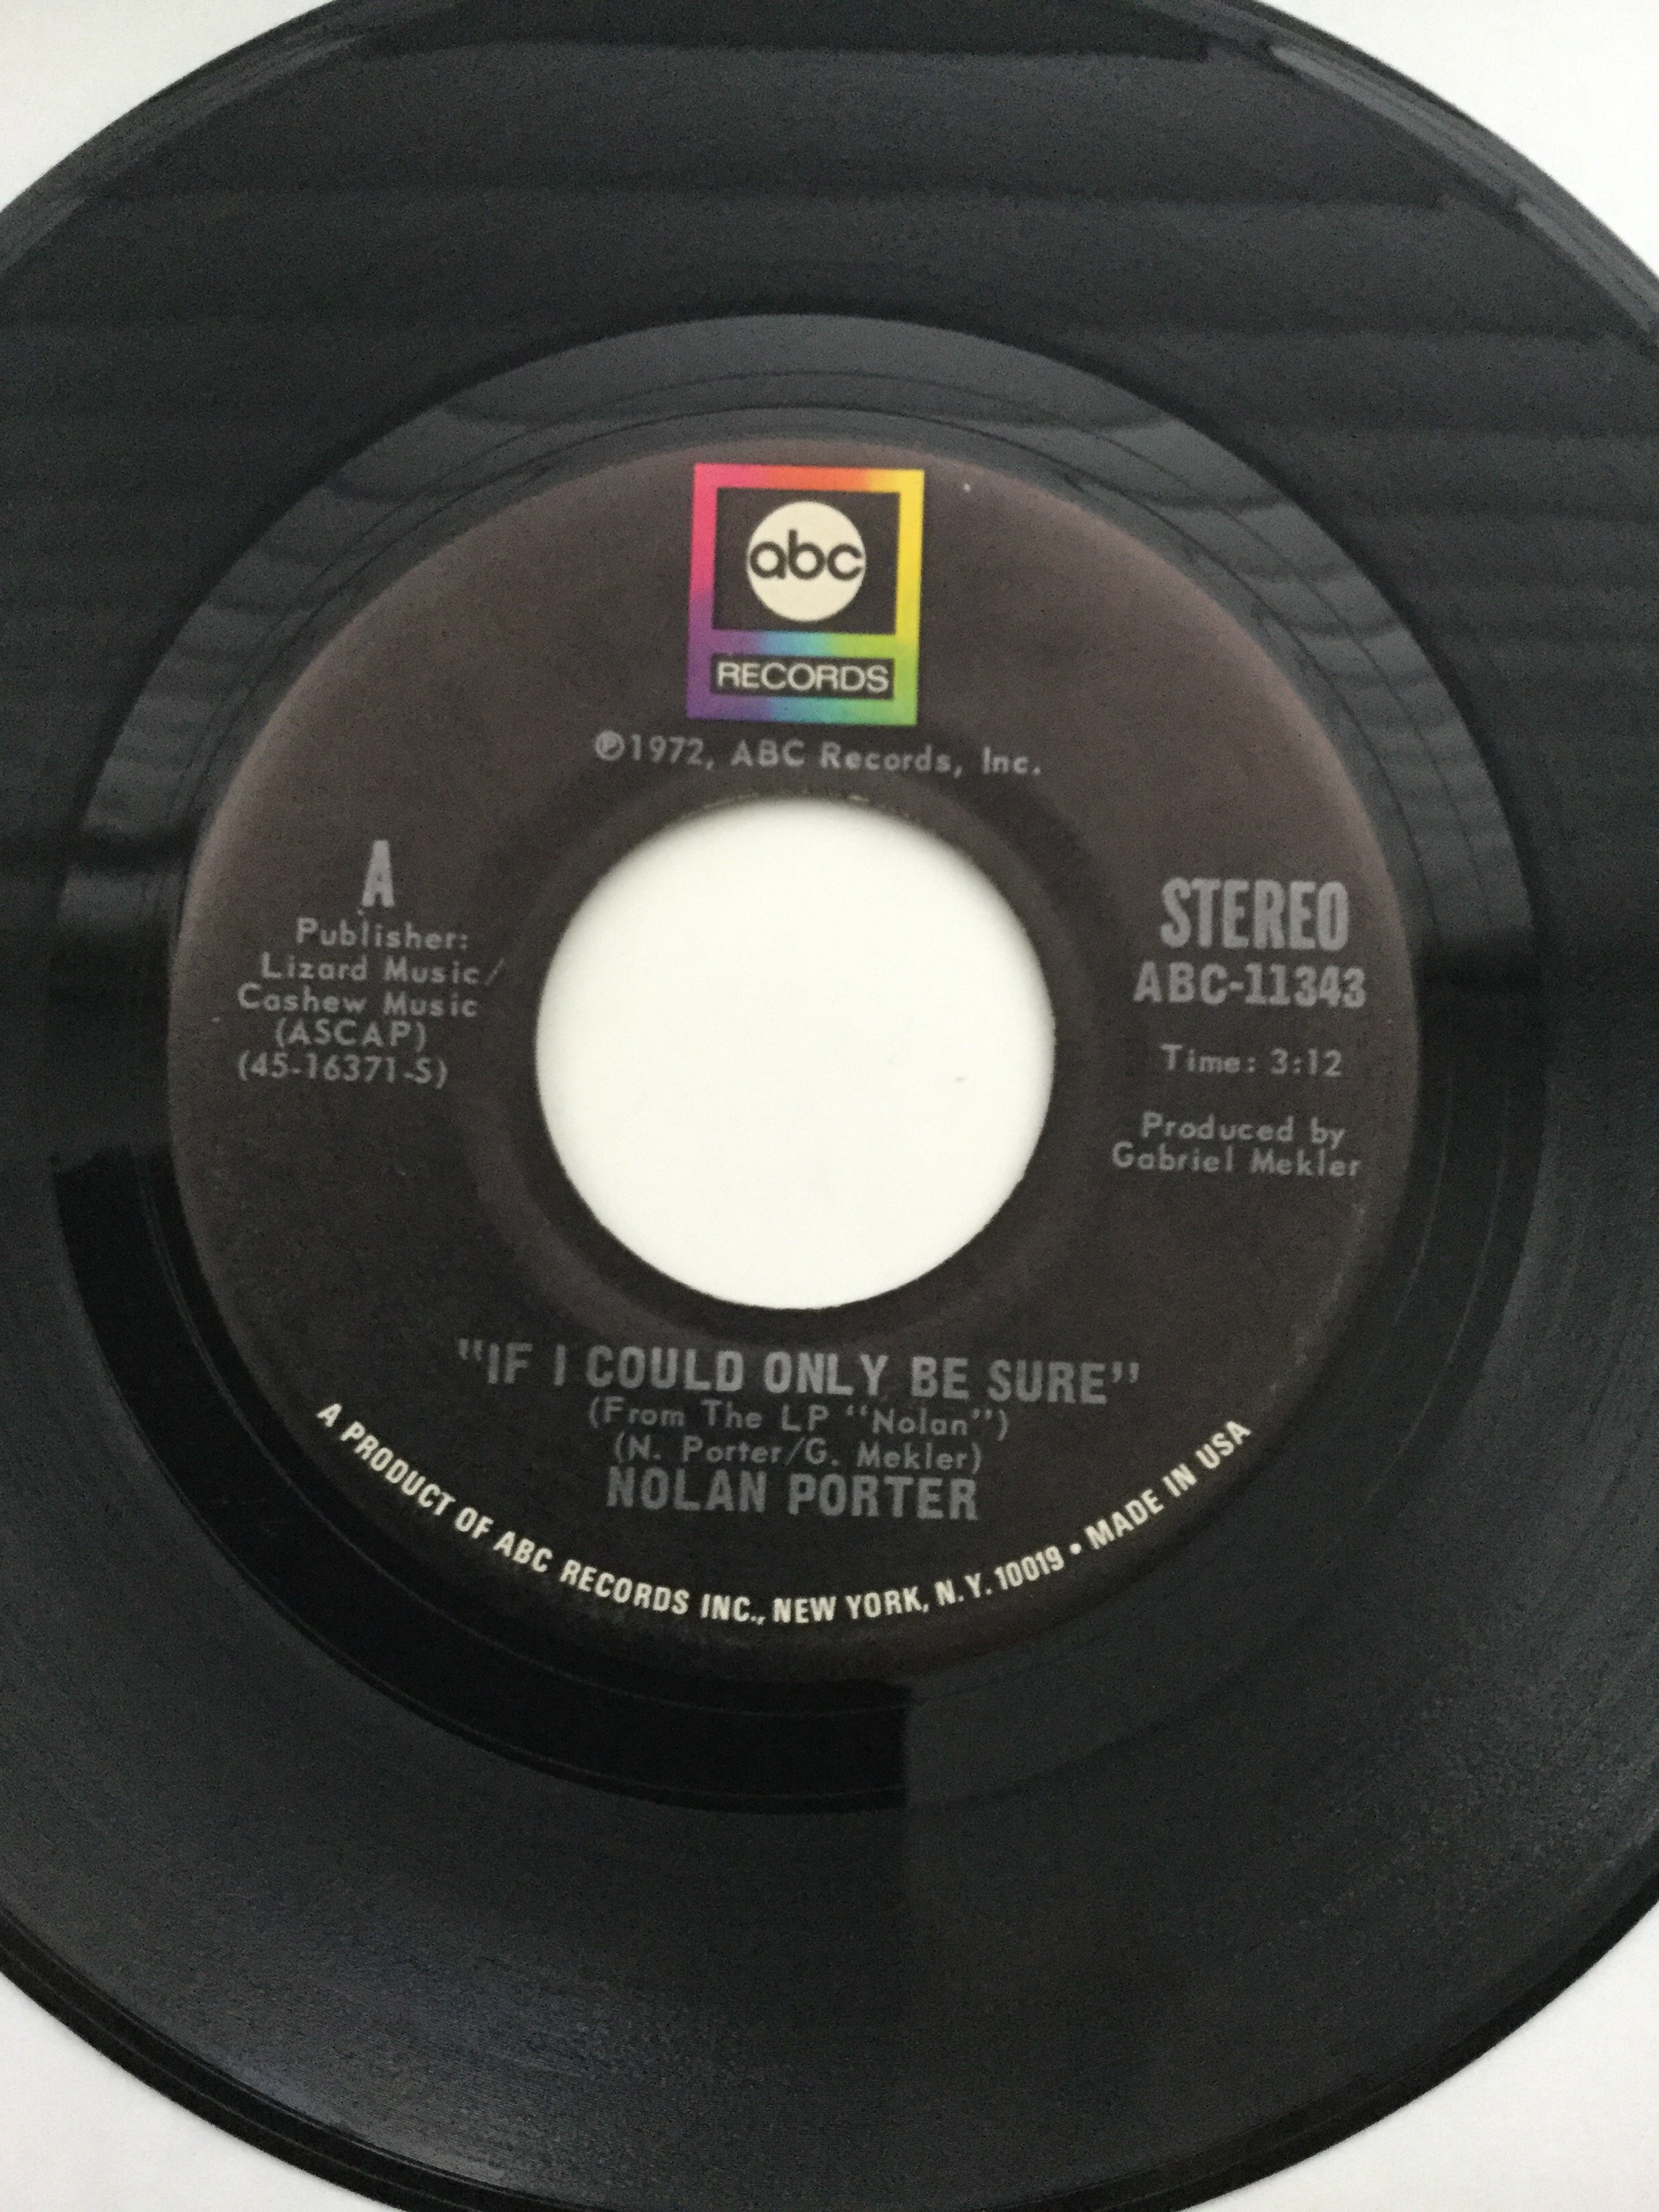 abc
RECORDS
℗1972, ABC Records, Inc.
A
Publisher:
Lizard Music/
Cashew Music
(ASCAP)
(45-16371-S)
STEREO
ABC-11343
Time: 3:12
Produced by
Gabriel Mekler
"IF I COULD ONLY BE SURE"
(From The LP "Nolan")
(N. Porter/G. Mekler)
NOLAN PORTER
A PRODUCT OF ABC RECORDS INC., NEW YORK, N.Y. 10019 • MADE IN USA